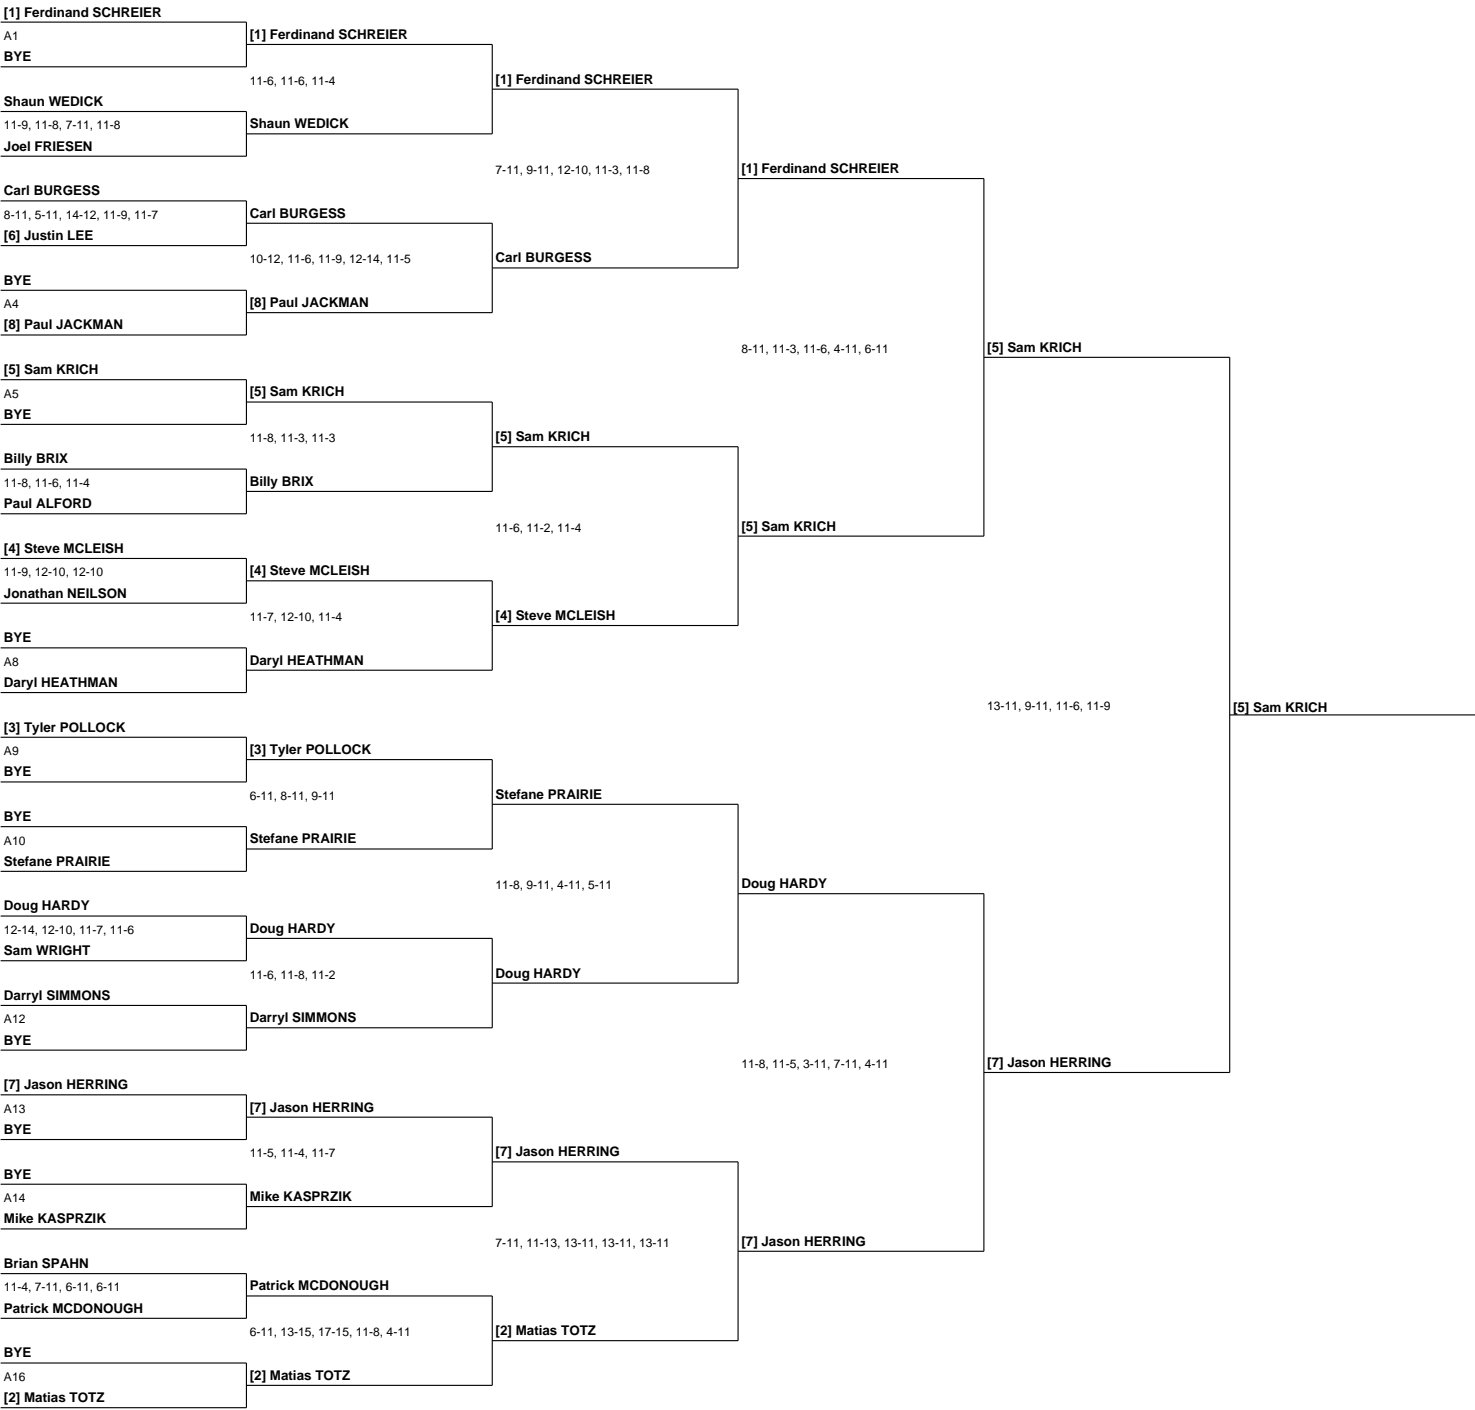 [1] Ferdinand SCHREIER
A1
BYE
Shaun WEDICK
11-9, 11-8, 7-11, 11-8
Joel FRIESEN
Carl BURGESS
8-11, 5-11, 14-12, 11-9, 11-7
[6] Justin LEE
BYE
A4
[8] Paul JACKMAN
[5] Sam KRICH
A5
BYE
Billy BRIX
11-8, 11-6, 11-4
Paul ALFORD
[4] Steve MCLEISH
11-9, 12-10, 12-10
Jonathan NEILSON
BYE
A8
Daryl HEATHMAN
[3] Tyler POLLOCK
A9
BYE
BYE
A10
Stefane PRAIRIE
Doug HARDY
12-14, 12-10, 11-7, 11-6
Sam WRIGHT
Darryl SIMMONS
A12
BYE
[7] Jason HERRING
A13
BYE
BYE
A14
Mike KASPRZIK
Brian SPAHN
11-4, 7-11, 6-11, 6-11
Patrick MCDONOUGH
BYE
A16
[2] Matias TOTZ
[1] Ferdinand SCHREIER
11-6, 11-6, 11-4
Shaun WEDICK
Carl BURGESS
10-12, 11-6, 11-9, 12-14, 11-5
[8] Paul JACKMAN
[5] Sam KRICH
11-8, 11-3, 11-3
Billy BRIX
[4] Steve MCLEISH
11-7, 12-10, 11-4
Daryl HEATHMAN
[3] Tyler POLLOCK
6-11, 8-11, 9-11
Stefane PRAIRIE
Doug HARDY
11-6, 11-8, 11-2
Darryl SIMMONS
[7] Jason HERRING
11-5, 11-4, 11-7
Mike KASPRZIK
Patrick MCDONOUGH
6-11, 13-15, 17-15, 11-8, 4-11
[2] Matias TOTZ
[1] Ferdinand SCHREIER
7-11, 9-11, 12-10, 11-3, 11-8
Carl BURGESS
[5] Sam KRICH
11-6, 11-2, 11-4
[4] Steve MCLEISH
Stefane PRAIRIE
11-8, 9-11, 4-11, 5-11
Doug HARDY
[7] Jason HERRING
7-11, 11-13, 13-11, 13-11, 13-11
[2] Matias TOTZ
[1] Ferdinand SCHREIER
8-11, 11-3, 11-6, 4-11, 6-11
[5] Sam KRICH
Doug HARDY
11-8, 11-5, 3-11, 7-11, 4-11
[7] Jason HERRING
[5] Sam KRICH
13-11, 9-11, 11-6, 11-9
[7] Jason HERRING
[5] Sam KRICH